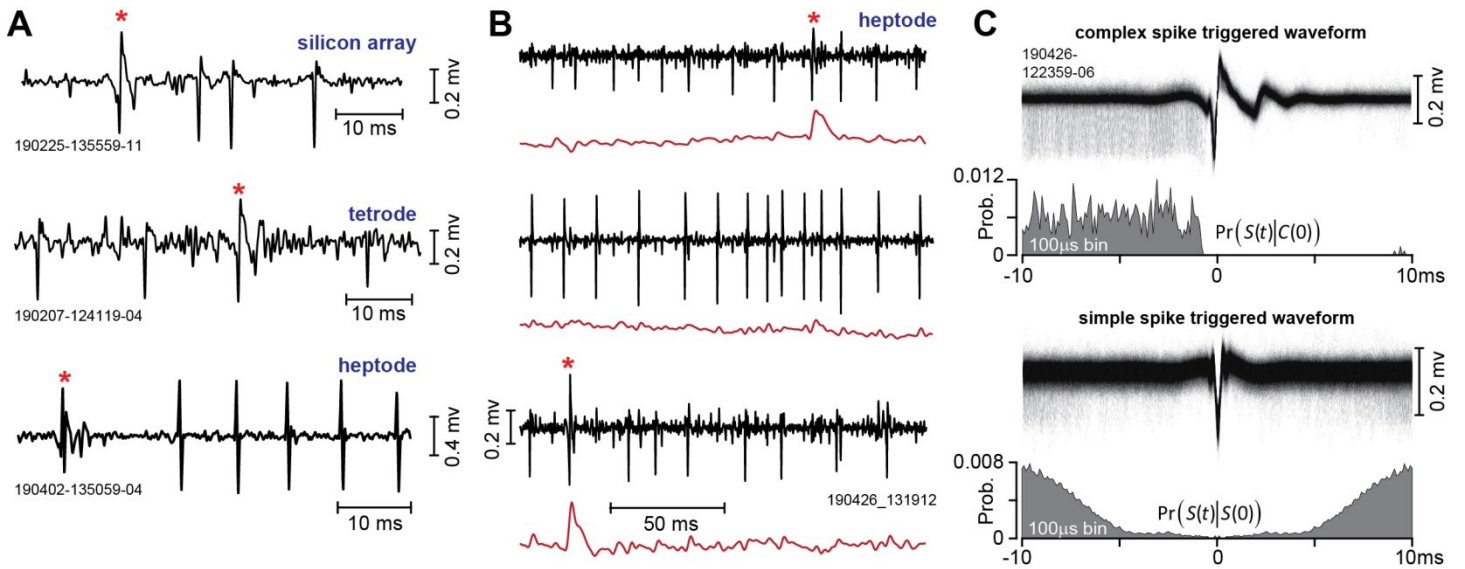 A
*
silicon array
0.2 mv
10 ms
190225-135559-11
*
tetrode
0.2 mv
10 ms
190207-124119-04
heptode
*
0.4 mv
190402-135059-04
10 ms
B
heptode
*
*
0.2 mv
190426_131912
50 ms
C
complex spike triggered waveform
190426-
122359-06
0.2 mv
0.012
Prob.
Pr(S(t)|C(0))
100µs bin
0
-10 0 10ms
simple spike triggered waveform
0.2 mv
0.008
Prob.
Pr(S(t)|S(0))
100µs bin
0
-10 0 10ms